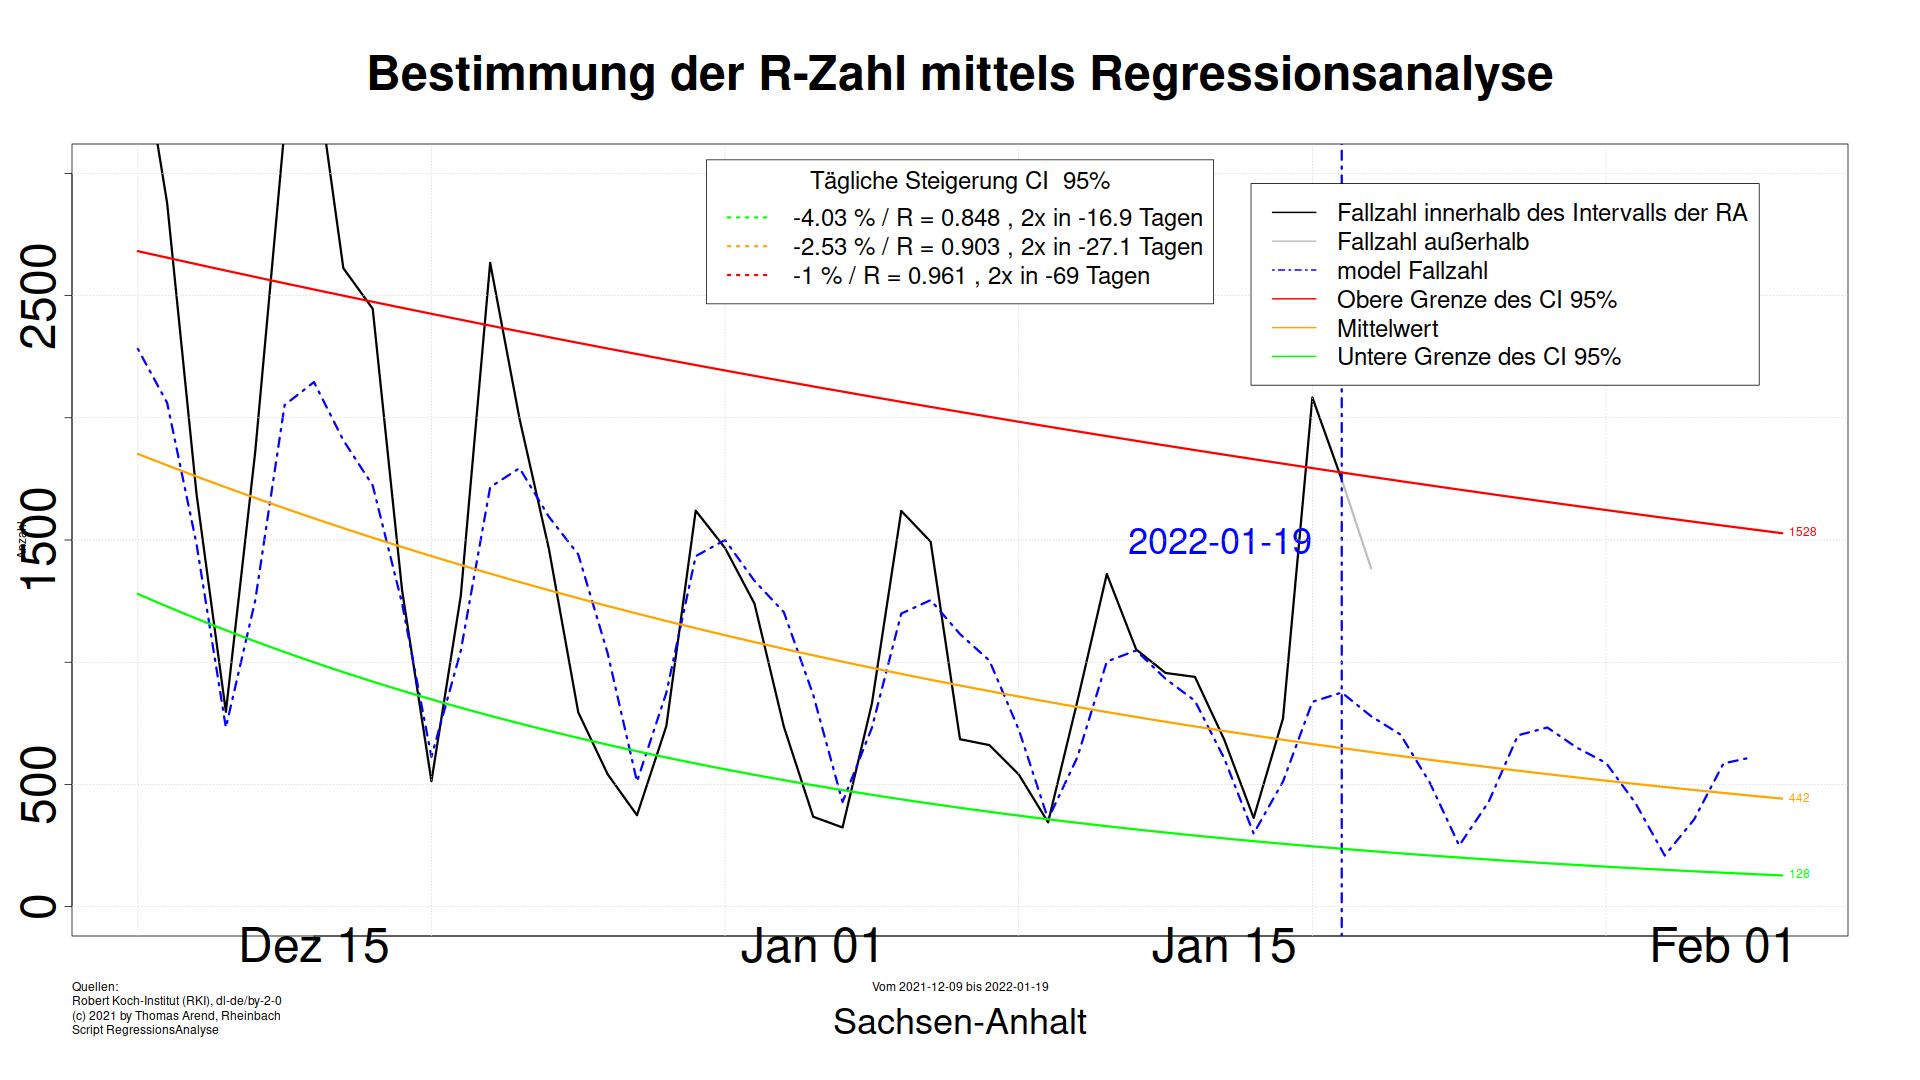 Bestimmung der R-Zahl mittels Regressionsanalyse
Tägliche Steigerung CI  95%
-4.03 % / R = 0.848 , 2x in -16.9 Tagen
-2.53 % / R = 0.903 , 2x in -27.1 Tagen
-1 % / R = 0.961 , 2x in -69 Tagen
Fallzahl innerhalb des Intervalls der RA
Fallzahl außerhalb
model Fallzahl
Obere Grenze des CI 95%
Mittelwert
Untere Grenze des CI 95%
2500
1500
500
0
Anzahl
2022-01-19
1528
442
128
Dez 15
Jan 01
Jan 15
Feb 01
Quellen:
Robert Koch-Institut (RKI), dl-de/by-2-0
(c) 2021 by Thomas Arend, Rheinbach
Script RegressionsAnalyse
Vom 2021-12-09 bis 2022-01-19
Sachsen-Anhalt